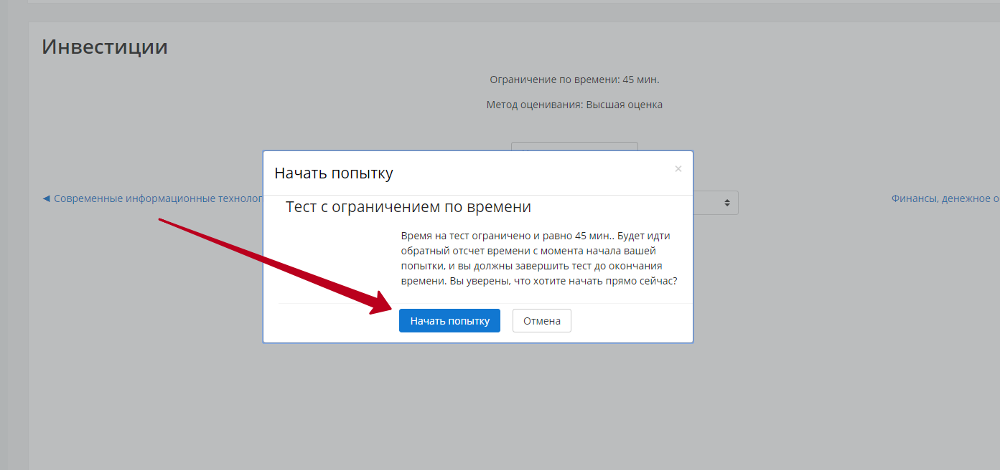 Инвестиции
Ограничение по времени: 45 мин.
Метод оценивания: Высшая оценка
Начать попытку
×
◄ Современные информационные технолог
Финансы, денежное о
Тест с ограничением по времени
Время на тест ограничено и равно 45 мин.. Будет идти
обратный отсчет времени с момента начала вашей
попытки, и вы должны завершить тест до окончания
времени. Вы уверены, что хотите начать прямо сейчас?
Начать попытку
Отмена